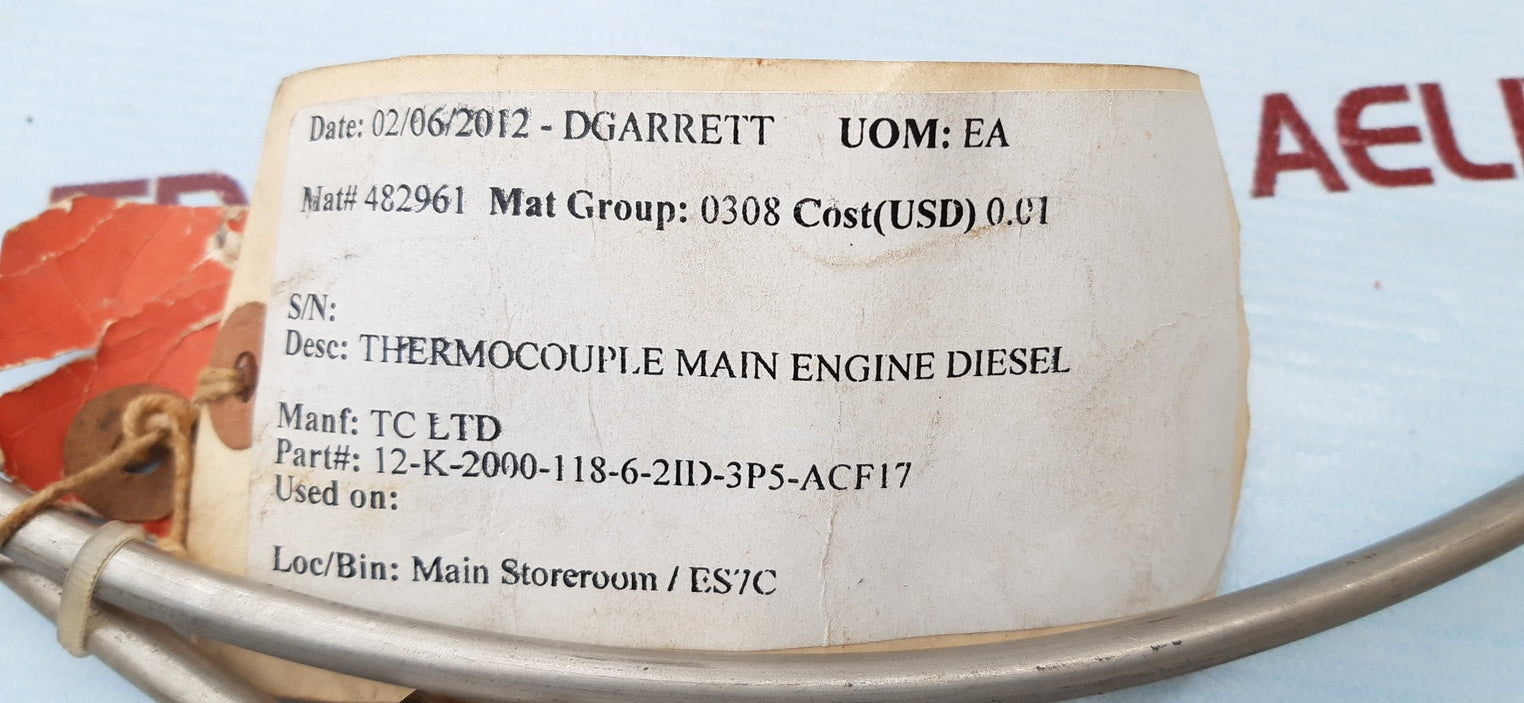 Date: 02/06/2012 - DGARRETT UOM: EA
Mat# 482961 Mat Group: 0308 Cost(USD) 0.01
S/N:
Desc: THERMOCOUPLE MAIN ENGINE DIESEL
Manf: TC LTD
Part#: 12-K-2000-118-6-2ID-3P5-ACF17
Used on:
Loc/Bin: Main Storeroom / ES7C
AELI